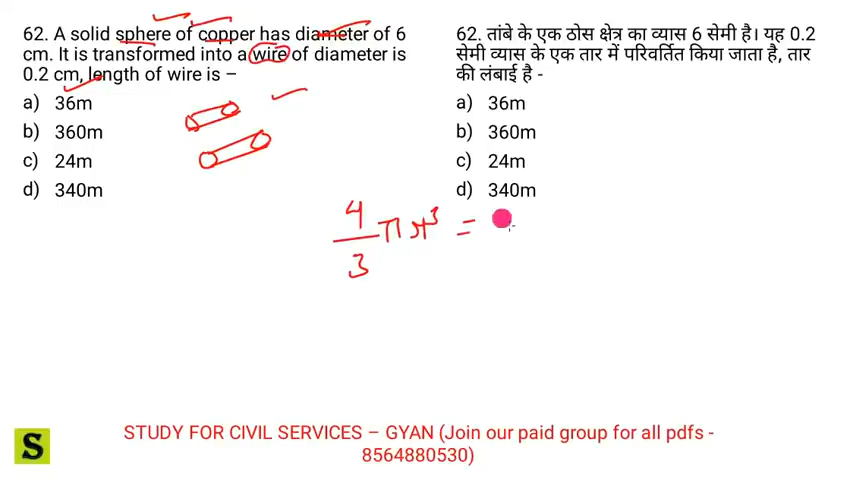 62. A solid sphere of copper has diameter of 6
cm. It is transformed into a wire of diameter is
0.2 cm, length of wire is –
a) 36m
b) 360m
c) 24m
d) 340m
62. तांबे के एक ठोस क्षेत्र का व्यास 6 सेमी है। यह 0.2
सेमी व्यास के एक तार में परिवर्तित किया जाता है, तार
की लंबाई है -
a) 36m
b) 360m
c) 24m
d) 340m
4/3 πr³ =
S
STUDY FOR CIVIL SERVICES – GYAN (Join our paid group for all pdfs -
8564880530)